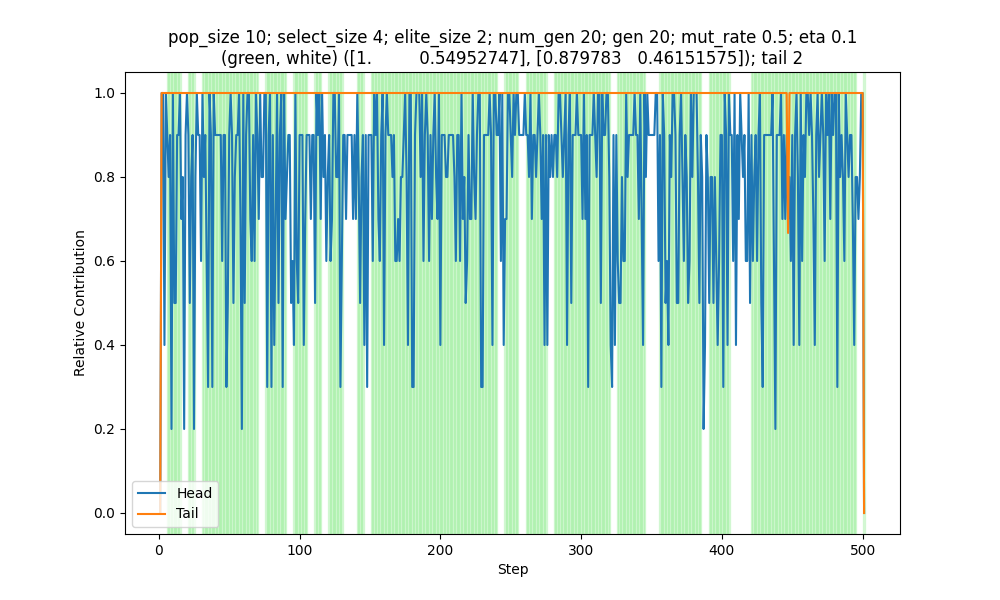 pop_size 10; select_size 4; elite_size 2; num_gen 20; gen 20; mut_rate 0.5; eta 0.1
(green, white) ([1.         0.54952747], [0.879783   0.46151575]); tail 2
1.0
0.8
0.6
0.4
0.2
0.0
Relative Contribution
Head
Tail
0
100
200
300
400
500
Step